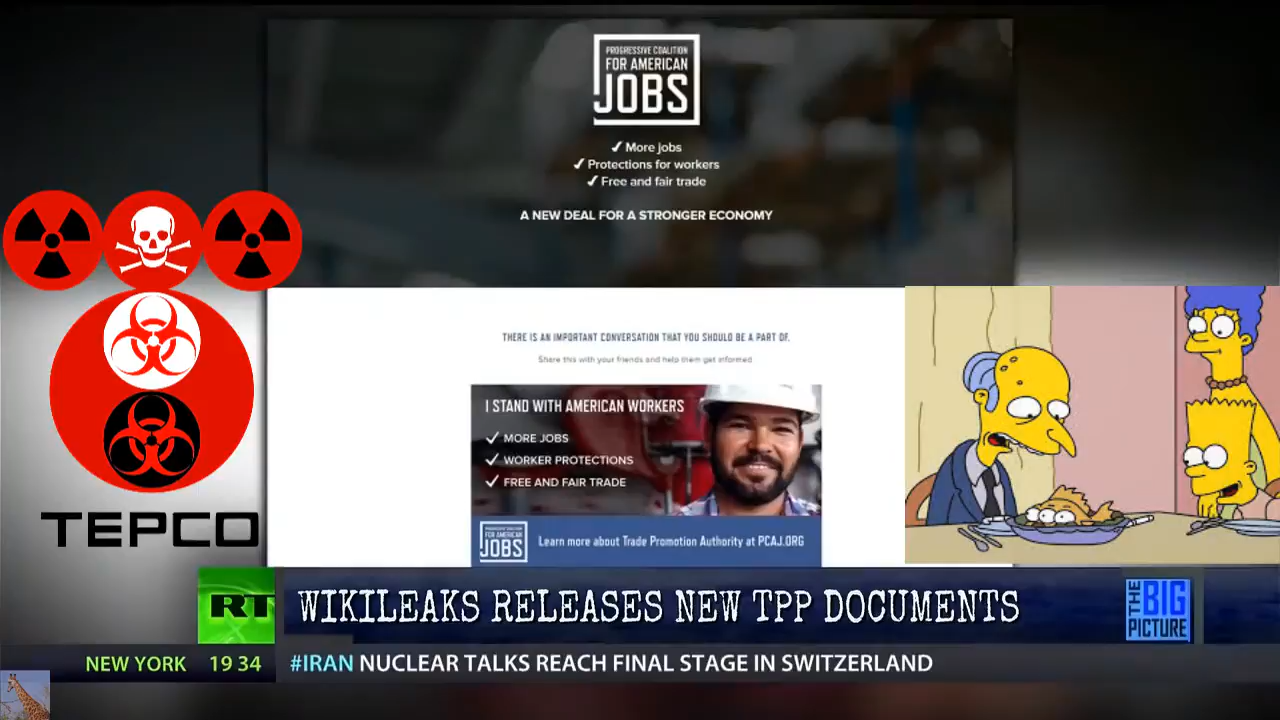 PROGRESSIVE COALITION
FOR AMERICAN
JOBS
✓ More jobs
✓ Protections for workers
✓ Free and fair trade
A NEW DEAL FOR A STRONGER ECONOMY
THERE IS AN IMPORTANT CONVERSATION THAT YOU SHOULD BE A PART OF.
Share this with your friends and help them get informed
I STAND WITH AMERICAN WORKERS
✓ MORE JOBS
✓ WORKER PROTECTIONS
✓ FREE AND FAIR TRADE
PROGRESSIVE COALITION
FOR AMERICAN
JOBS
Learn more about Trade Promotion Authority at PCAJ.ORG
TEPCO
RT
WIKILEAKS RELEASES NEW TPP DOCUMENTS
THE BIG
PICTURE
NEW YORK 19 34
#IRAN NUCLEAR TALKS REACH FINAL STAGE IN SWITZERLAND